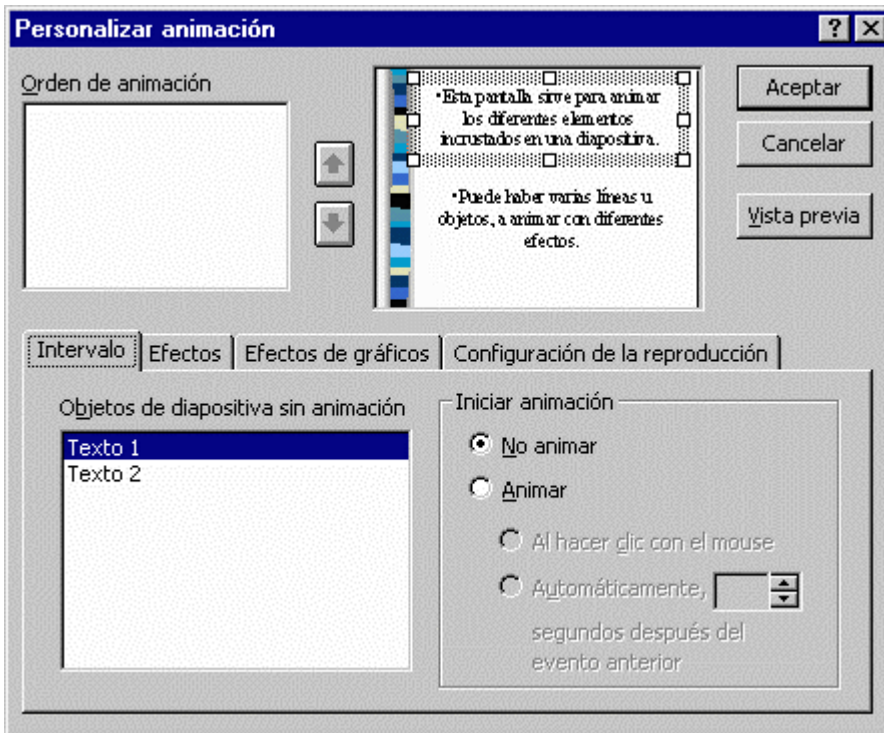 Personalizar animación
Orden de animación
•Esta pantalla sirve para animar
los diferentes elementos
incrustados en una diapositiva.
•Puede haber varias líneas u
objetos, a animar con diferentes
efectos.
Aceptar
Cancelar
Vista previa
Intervalo
Efectos
Efectos de gráficos
Configuración de la reproducción
Objetos de diapositiva sin animación
Texto 1
Texto 2
Iniciar animación
No animar
Animar
Al hacer clic con el mouse
Automáticamente,
segundos después del
evento anterior